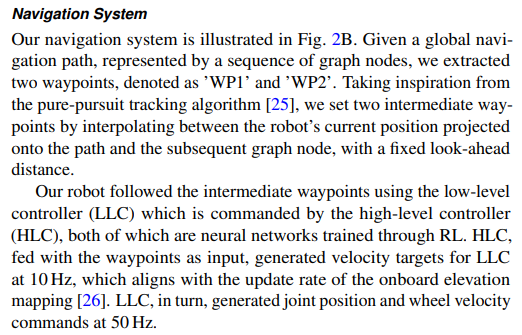 Navigation System
Our navigation system is illustrated in Fig. 2B. Given a global navi-
gation path, represented by a sequence of graph nodes, we extracted
two waypoints, denoted as ’WP1’ and ’WP2’. Taking inspiration from
the pure-pursuit tracking algorithm [25], we set two intermediate way-
points by interpolating between the robot’s current position projected
onto the path and the subsequent graph node, with a fixed look-ahead
distance.
Our robot followed the intermediate waypoints using the low-level
controller (LLC) which is commanded by the high-level controller
(HLC), both of which are neural networks trained through RL. HLC,
fed with the waypoints as input, generated velocity targets for LLC
at 10 Hz, which aligns with the update rate of the onboard elevation
mapping [26]. LLC, in turn, generated joint position and wheel velocity
commands at 50 Hz.